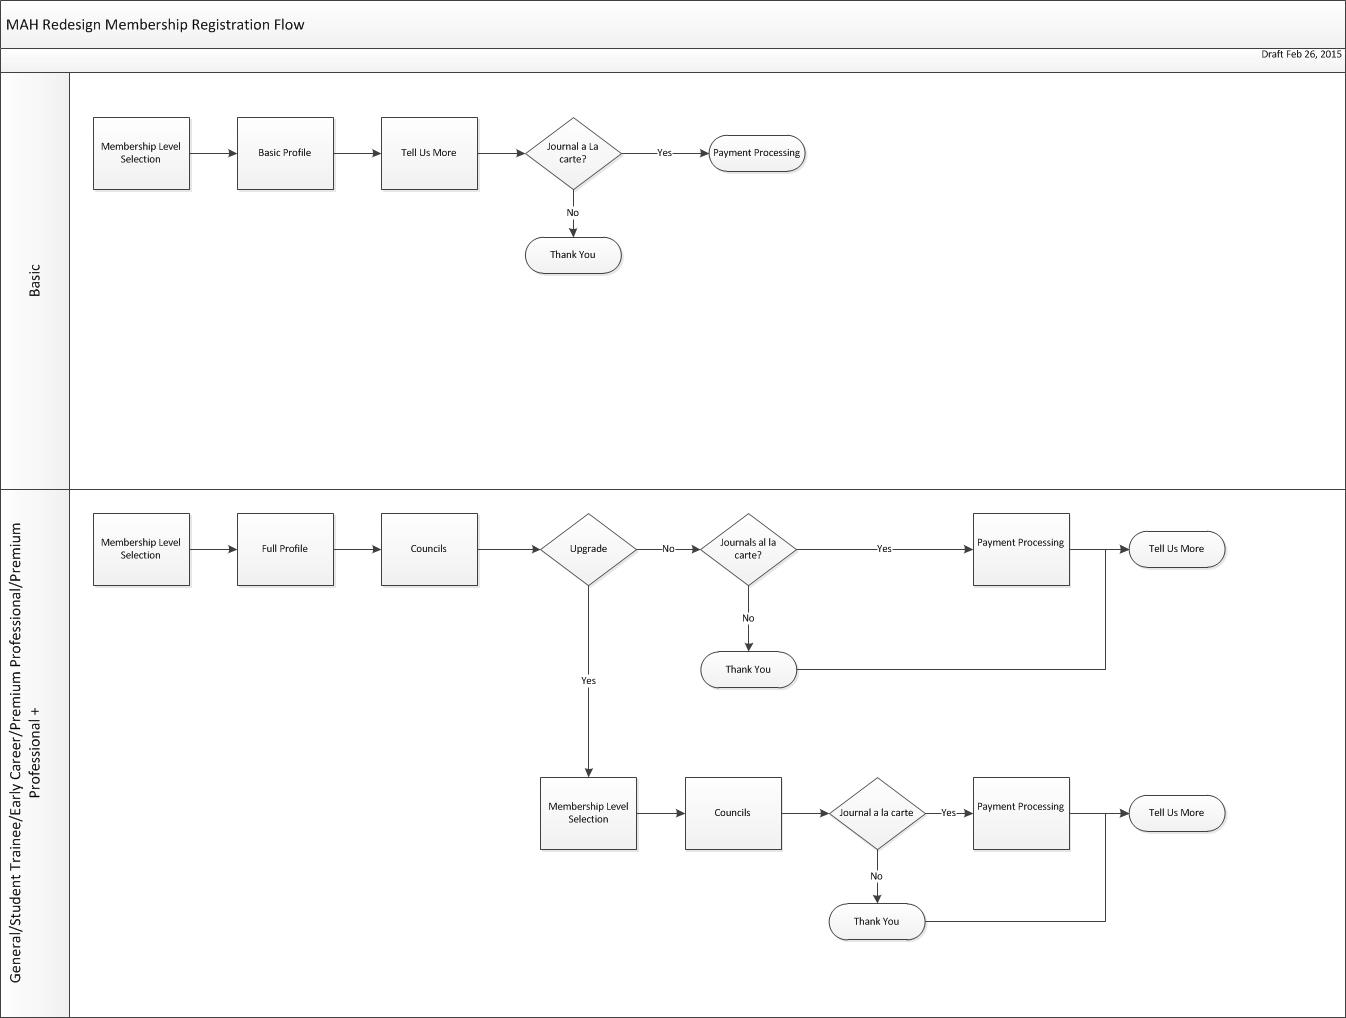 MAH Redesign Membership Registration Flow
Draft Feb 26, 2015
Basic
Membership Level
Selection
Basic Profile
Tell Us More
Journal a La
carte?
Yes
Payment Processing
No
Thank You
General/Student Trainee/Early Career/Premium Professional/Premium
Professional +
Membership Level
Selection
Full Profile
Councils
Upgrade
No
Journals al la
carte?
Yes
Payment Processing
Tell Us More
No
Thank You
Yes
Membership Level
Selection
Councils
Journal a la carte
Yes
Payment Processing
Tell Us More
No
Thank You